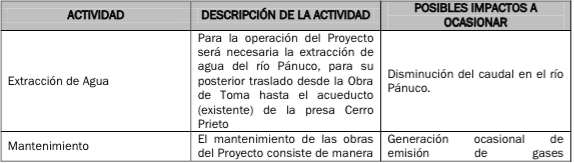 ACTIVIDAD
DESCRIPCIÓN DE LA ACTIVIDAD
POSIBLES IMPACTOS A
OCASIONAR
Extracción de Agua
Para la operación del Proyecto
será necesaria la extracción de
agua del río Pánuco, para su
posterior traslado desde la Obra
de Toma hasta el acueducto
(existente) de la presa Cerro
Prieto
Disminución del caudal en el río
Pánuco.
Mantenimiento
El mantenimiento de las obras
del Proyecto consiste de manera
Generación ocasional de
emisión de gases